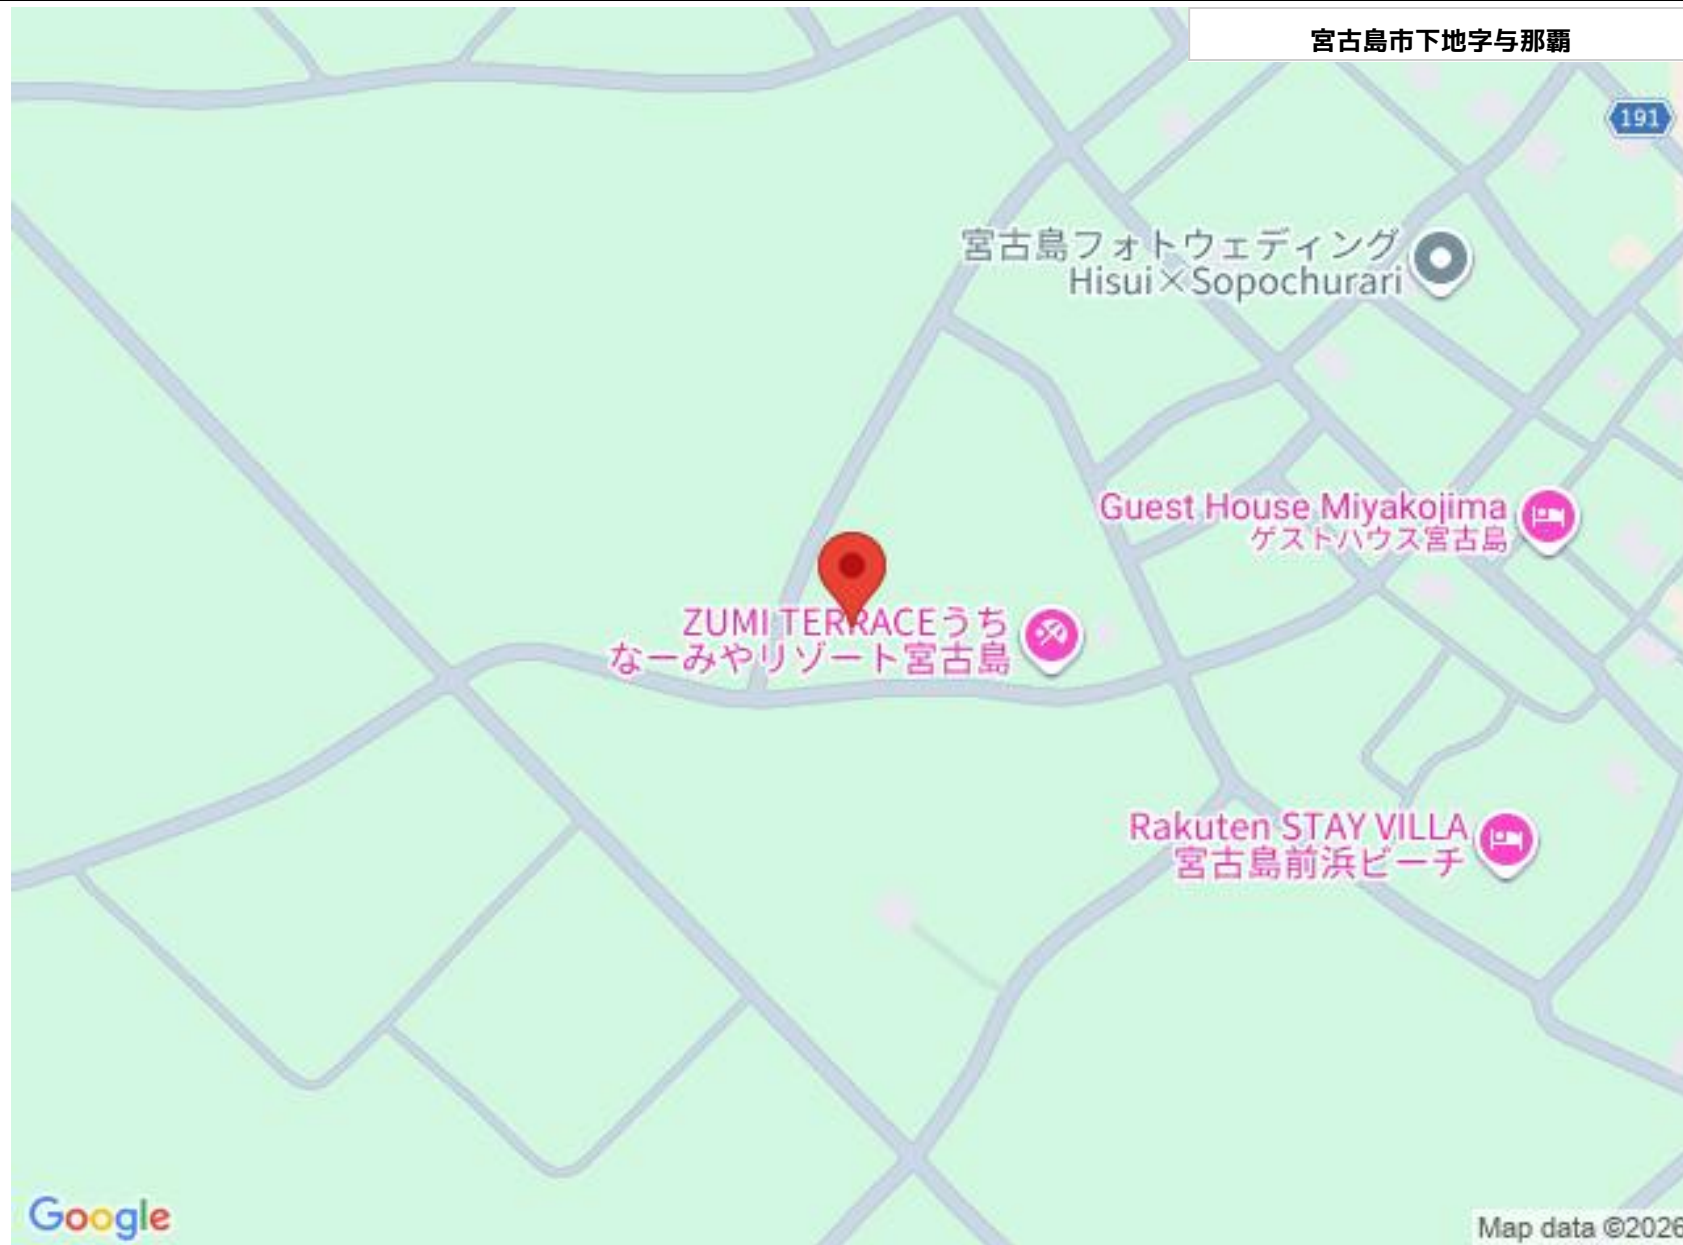 宮古島市下地字与那覇
191
宮古島フォトウェディング
Hisui×Sopochurari
Guest House Miyakojima
ゲストハウス宮古島
ZUMI TERRACEうち
なーみやリゾート宮古島
Rakuten STAY VILLA
宮古島前浜ビーチ
Google
Map data ©2026